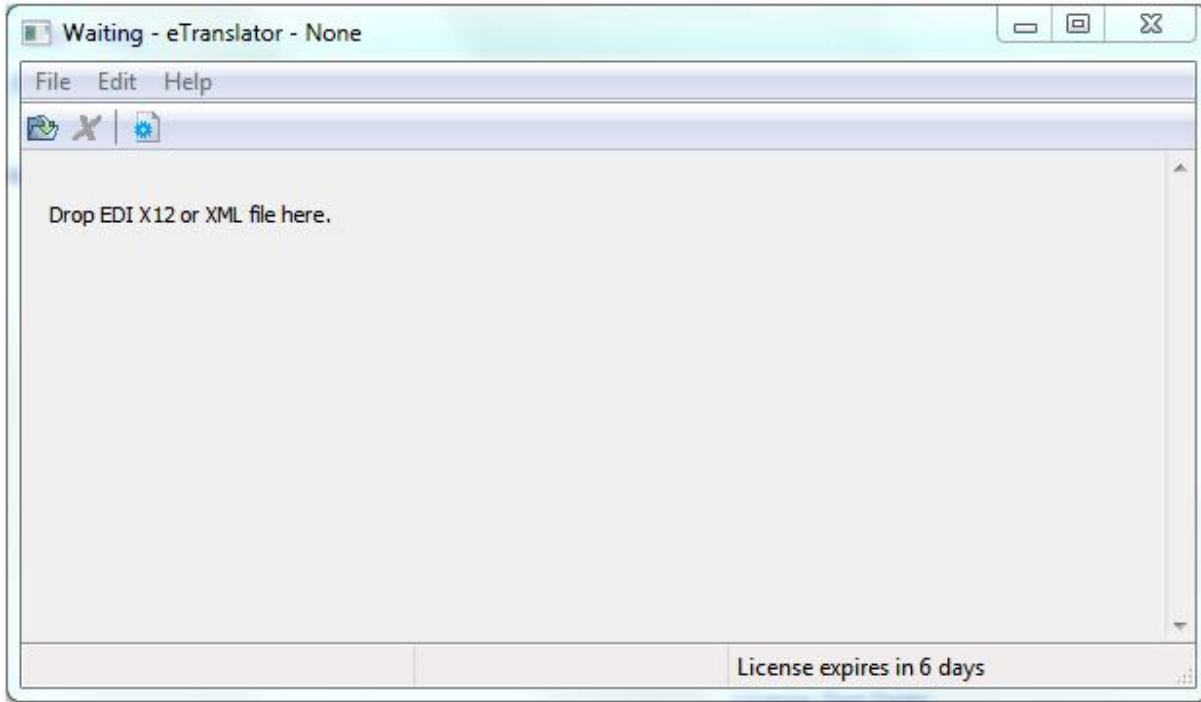 Waiting - eTranslator - None
File Edit Help
Drop EDI X12 or XML file here.
License expires in 6 days